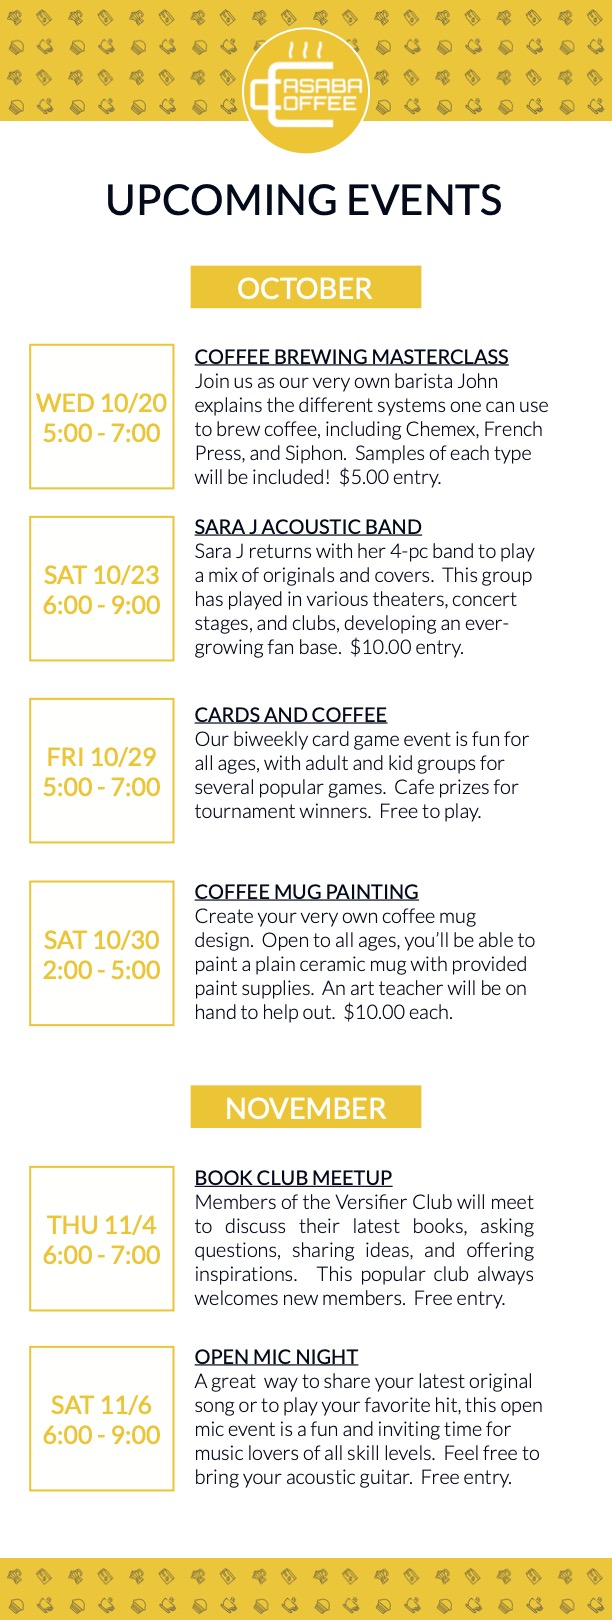 CASABA
COFFEE
UPCOMING EVENTS
OCTOBER
WED 10/20
5:00 - 7:00
COFFEE BREWING MASTERCLASS
Join us as our very own barista John
explains the different systems one can use
to brew coffee, including Chemex, French
Press, and Siphon.  Samples of each type
will be included!  $5.00 entry.
SAT 10/23
6:00 - 9:00
SARA J ACOUSTIC BAND
Sara J returns with her 4-pc band to play
a mix of originals and covers.  This group
has played in various theaters, concert
stages, and clubs, developing an ever-
growing fan base.  $10.00 entry.
FRI 10/29
5:00 - 7:00
CARDS AND COFFEE
Our biweekly card game event is fun for
all ages, with adult and kid groups for
several popular games.  Cafe prizes for
tournament winners.  Free to play.
SAT 10/30
2:00 - 5:00
COFFEE MUG PAINTING
Create your very own coffee mug
design.  Open to all ages, you’ll be able to
paint a plain ceramic mug with provided
paint supplies.  An art teacher will be on
hand to help out.  $10.00 each.
NOVEMBER
THU 11/4
6:00 - 7:00
BOOK CLUB MEETUP
Members of the Versifier Club will meet
to discuss their latest books, asking
questions, sharing ideas, and offering
inspirations.  This popular club always
welcomes new members.  Free entry.
SAT 11/6
6:00 - 9:00
OPEN MIC NIGHT
A great  way to share your latest original
song or to play your favorite hit, this open
mic event is a fun and inviting time for
music lovers of all skill levels.  Feel free to
bring your acoustic guitar.  Free entry.